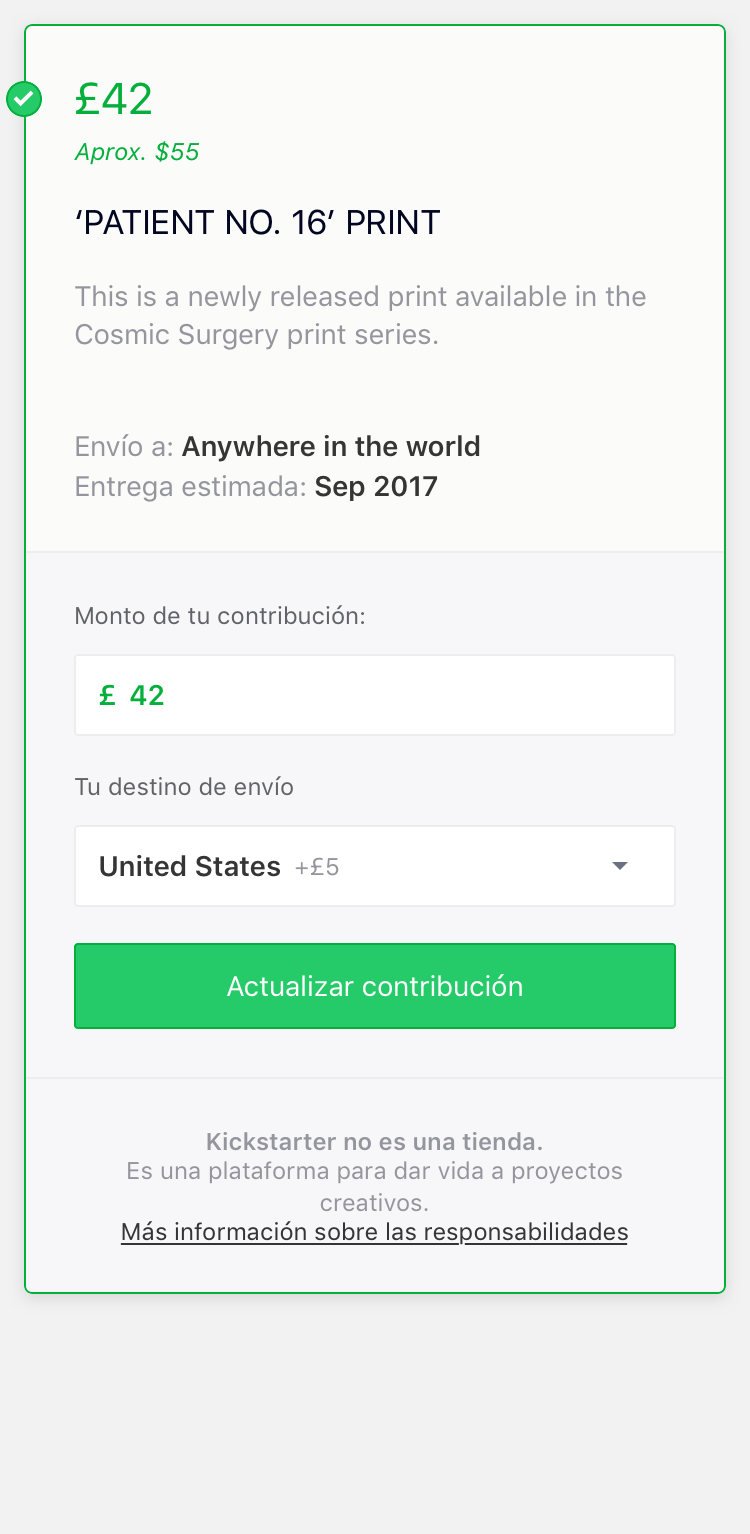 £42
Aprox. $55
‘PATIENT NO. 16’ PRINT
This is a newly released print available in the
Cosmic Surgery print series.
Envío a: Anywhere in the world
Entrega estimada: Sep 2017
Monto de tu contribución:
£ 42
Tu destino de envío
United States +£5
Actualizar contribución
Kickstarter no es una tienda.
Es una plataforma para dar vida a proyectos
creativos.
Más información sobre las responsabilidades